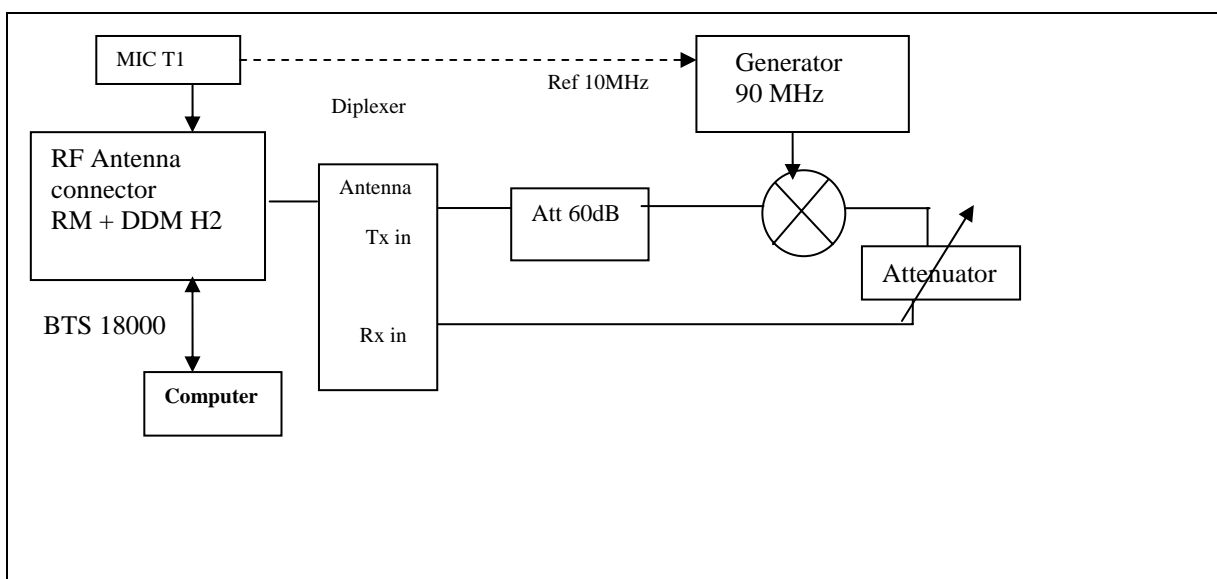 MIC T1
Ref 10MHz
Generator
90 MHz
Diplexer
RF Antenna
connector
RM + DDM H2
Antenna
Tx in
Rx in
Att 60dB
Attenuator
BTS 18000
Computer